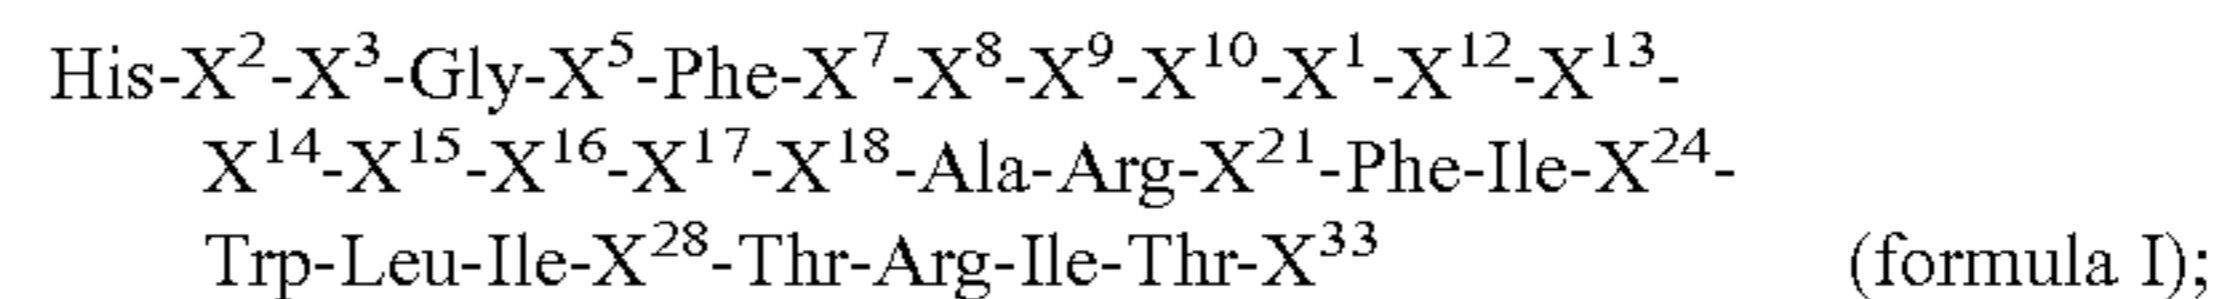 His-X²-X³-Gly-X⁵-Phe-X⁷-X⁸-X⁹-X¹⁰-X¹-X¹²-X¹³-
X¹⁴-X¹⁵-X¹⁶-X¹⁷-X¹⁸-Ala-Arg-X²¹-Phe-Ile-X²⁴-
Trp-Leu-Ile-X²⁸-Thr-Arg-Ile-Thr-X³³ (formula I);